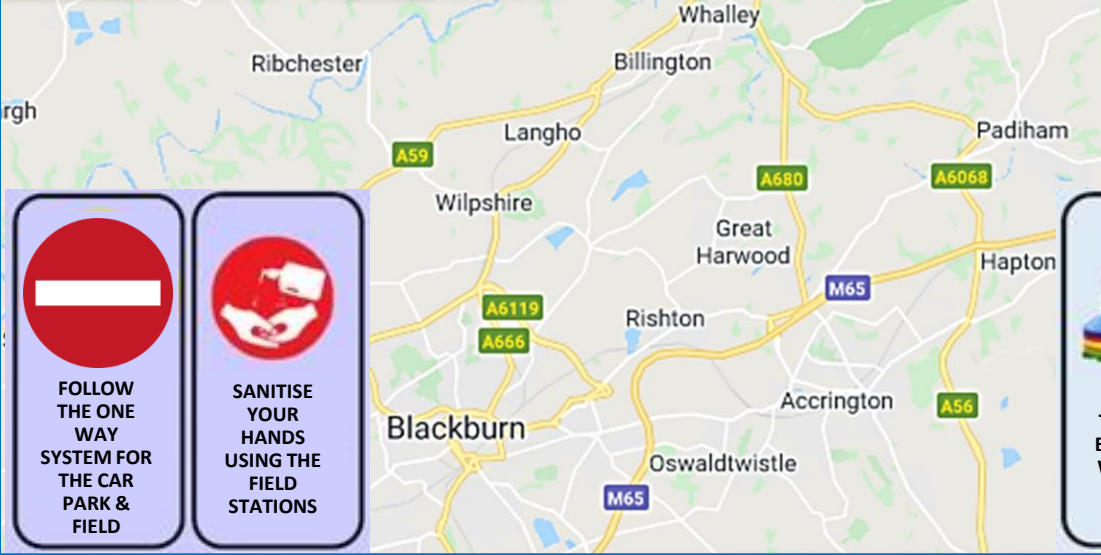 Whalley
Ribchester
Billington
Langho
Padiham
A59
A680
A6068
Wilpshire
Great
Harwood
Hapton
M65
A6119
Rishton
A666
Accrington
A56
Blackburn
Oswaldtwistle
M65
FOLLOW
THE ONE
WAY
SYSTEM FOR
THE CAR
PARK &
FIELD
SANITISE
YOUR
HANDS
USING THE
FIELD
STATIONS